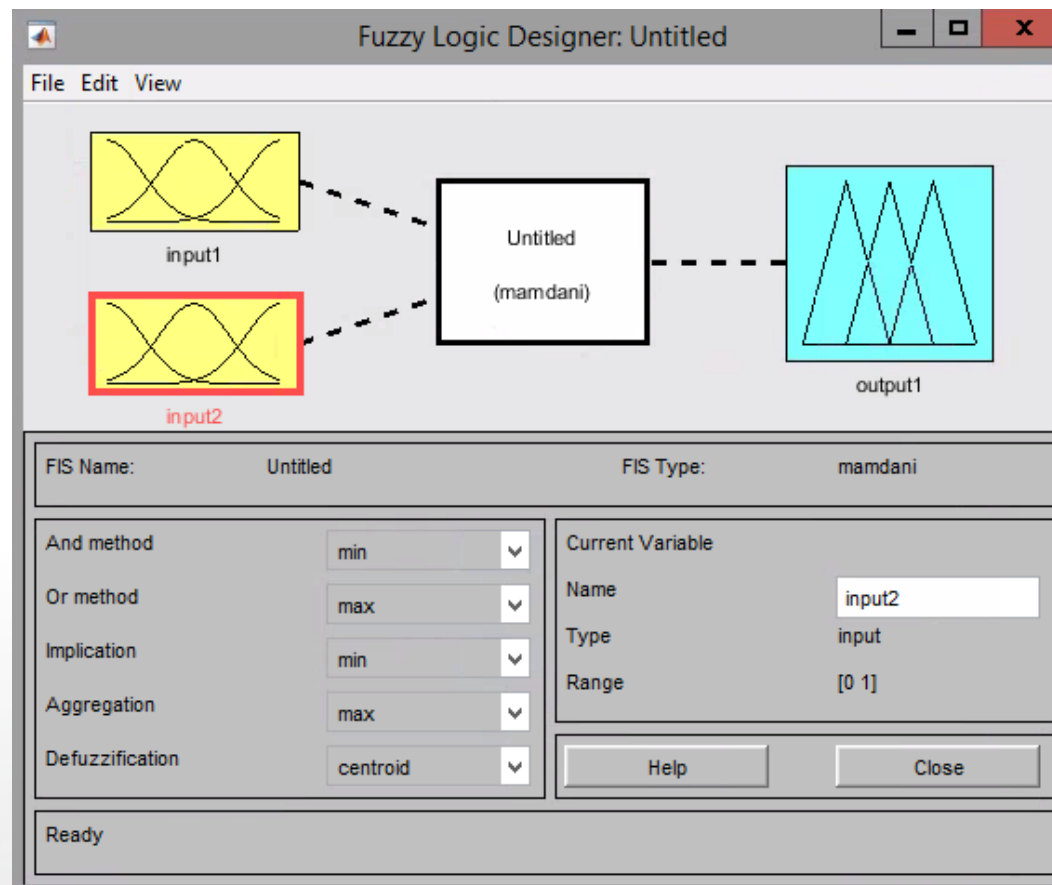 Fuzzy Logic Designer: Untitled
File Edit View
input1
input2
Untitled
(mamdani)
output1
FIS Name: Untitled FIS Type: mamdani
And method min
Or method max
Implication min
Aggregation max
Defuzzification centroid
Current Variable
Name input2
Type input
Range [0 1]
Help Close
Ready